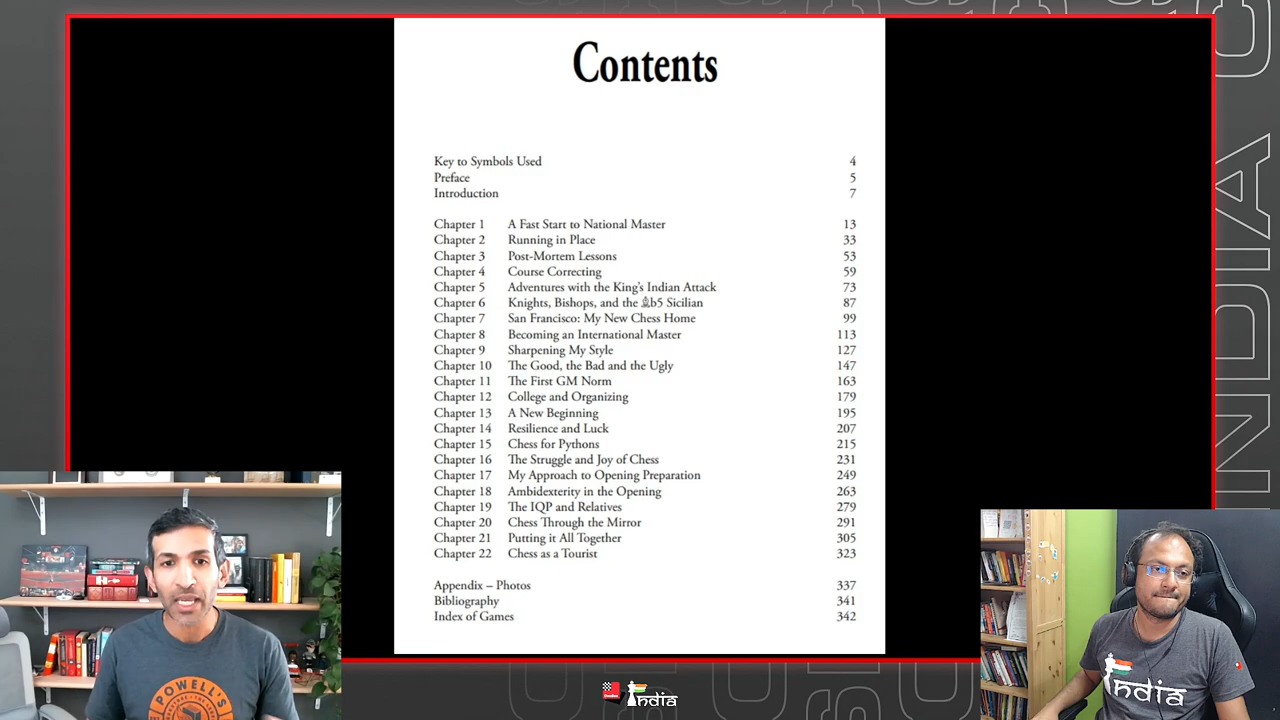 Contents
Key to Symbols Used 4
Preface 5
Introduction 7
Chapter 1 A Fast Start to National Master 13
Chapter 2 Running in Place 33
Chapter 3 Post-Mortem Lessons 53
Chapter 4 Course Correcting 59
Chapter 5 Adventures with the King's Indian Attack 73
Chapter 6 Knights, Bishops, and the ♗b5 Sicilian 87
Chapter 7 San Francisco: My New Chess Home 99
Chapter 8 Becoming an International Master 113
Chapter 9 Sharpening My Style 127
Chapter 10 The Good, the Bad and the Ugly 147
Chapter 11 The First GM Norm 163
Chapter 12 College and Organizing 179
Chapter 13 A New Beginning 195
Chapter 14 Resilience and Luck 207
Chapter 15 Chess for Pythons 215
Chapter 16 The Struggle and Joy of Chess 231
Chapter 17 My Approach to Opening Preparation 249
Chapter 18 Ambidexterity in the Opening 263
Chapter 19 The IQP and Relatives 279
Chapter 20 Chess Through the Mirror 291
Chapter 21 Putting it All Together 305
Chapter 22 Chess as a Tourist 323
Appendix – Photos 337
Bibliography 341
Index of Games 342
INDIA
POWELL'S
India
India